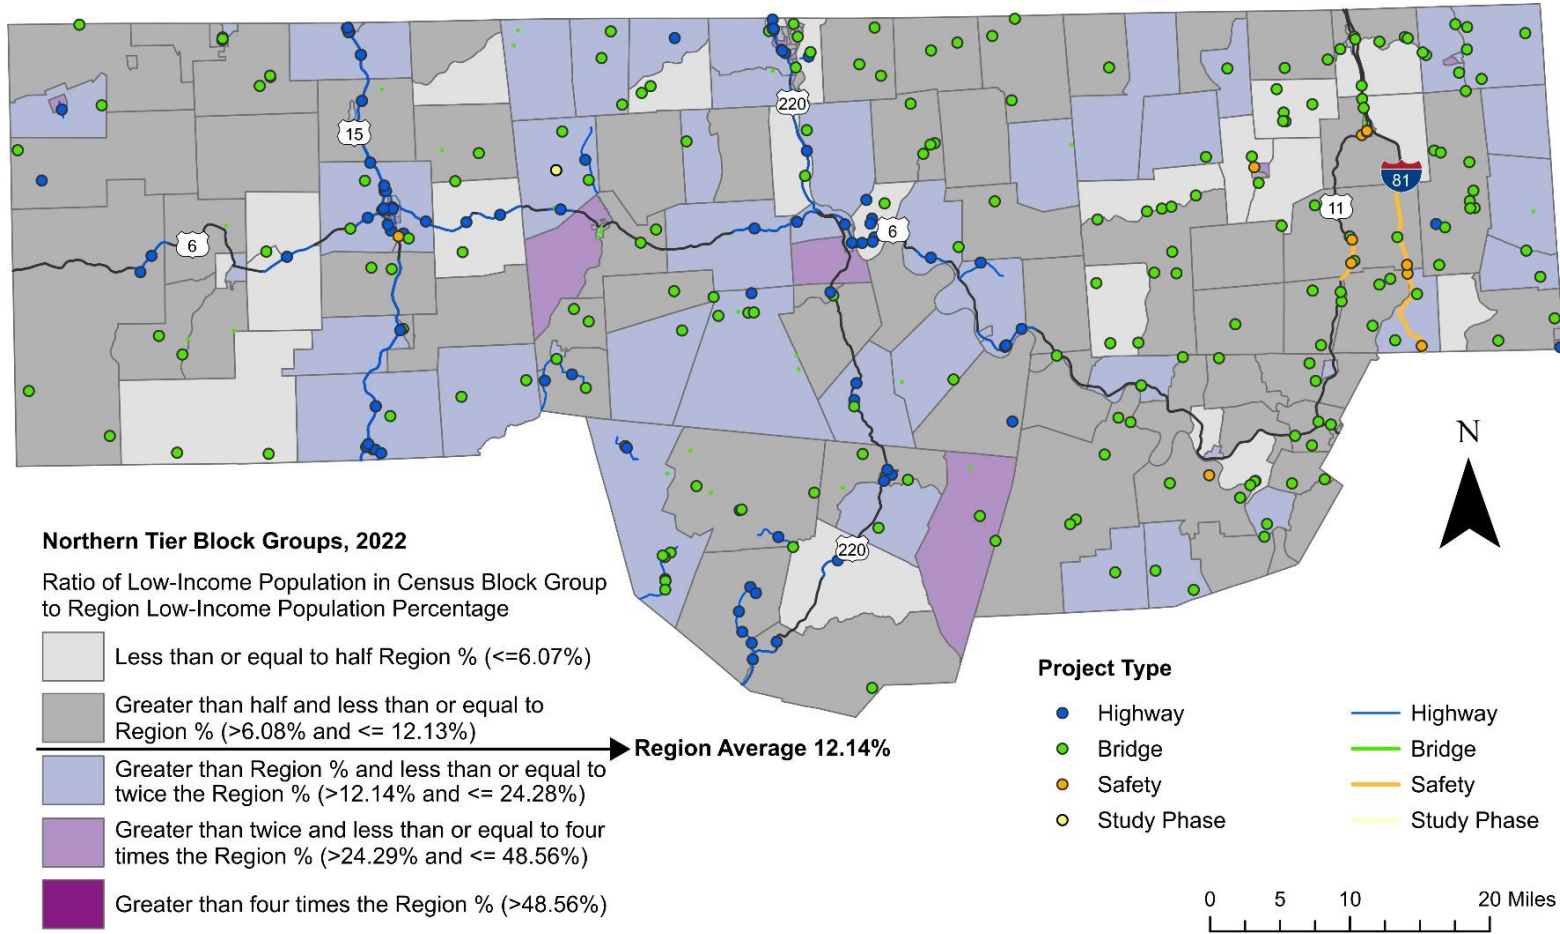 220
15
81
11
6
6
N
220
Northern Tier Block Groups, 2022
Ratio of Low-Income Population in Census Block Group
to Region Low-Income Population Percentage
Less than or equal to half Region % (<=6.07%)
Greater than half and less than or equal to
Region % (>6.08% and <= 12.13%)
Region Average 12.14%
Greater than Region % and less than or equal to
twice the Region % (>12.14% and <= 24.28%)
Greater than twice and less than or equal to four
times the Region % (>24.29% and <= 48.56%)
Greater than four times the Region % (>48.56%)
Project Type
Highway
Bridge
Safety
Study Phase
Highway
Bridge
Safety
Study Phase
0 5 10 20 Miles